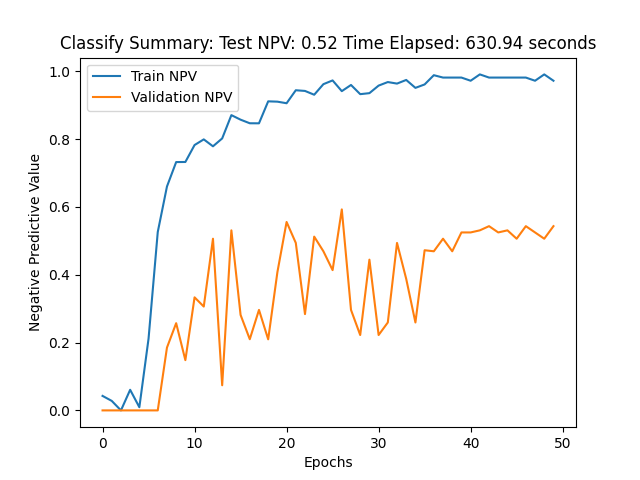 Classify Summary: Test NPV: 0.52 Time Elapsed: 630.94 seconds
Train NPV
Validation NPV
Negative Predictive Value
1.0
0.8
0.6
0.4
0.2
0.0
0 10 20 30 40 50
Epochs